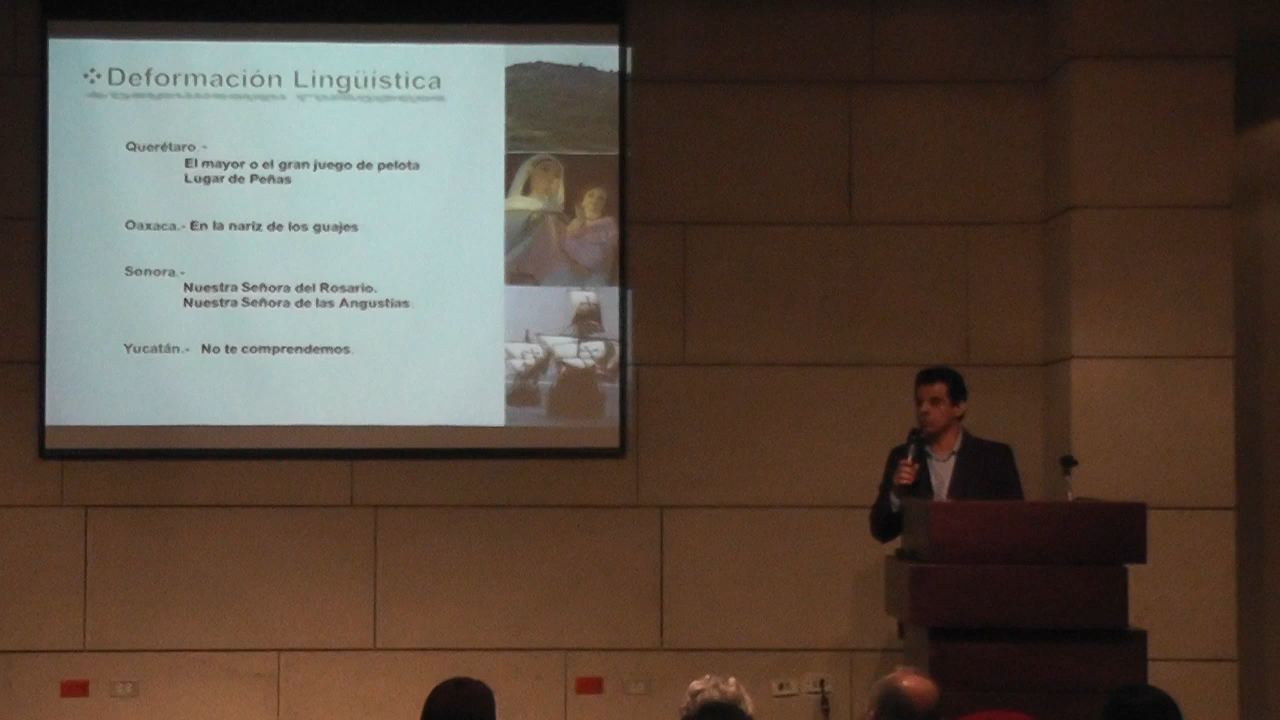 Deformación Lingüística
Querétaro.-
El mayor o el gran juego de pelota
Lugar de Peñas
Oaxaca.- En la nariz de los guajes
Sonora.-
Nuestra Señora del Rosario.
Nuestra Señora de las Angustias
Yucatán.- No te comprendemos.